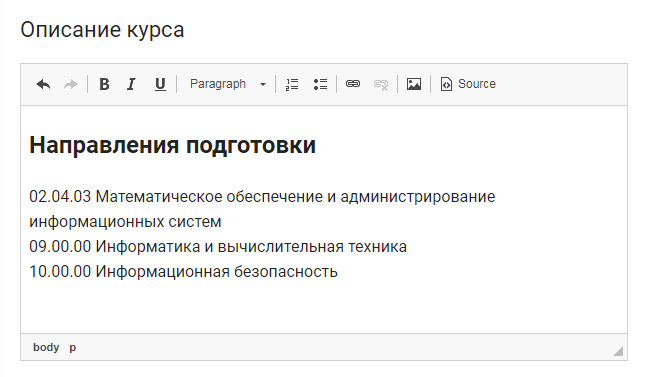 Описание курса
B I U Paragraph Source
Направления подготовки
02.04.03 Математическое обеспечение и администрирование
информационных систем
09.00.00 Информатика и вычислительная техника
10.00.00 Информационная безопасность
body p